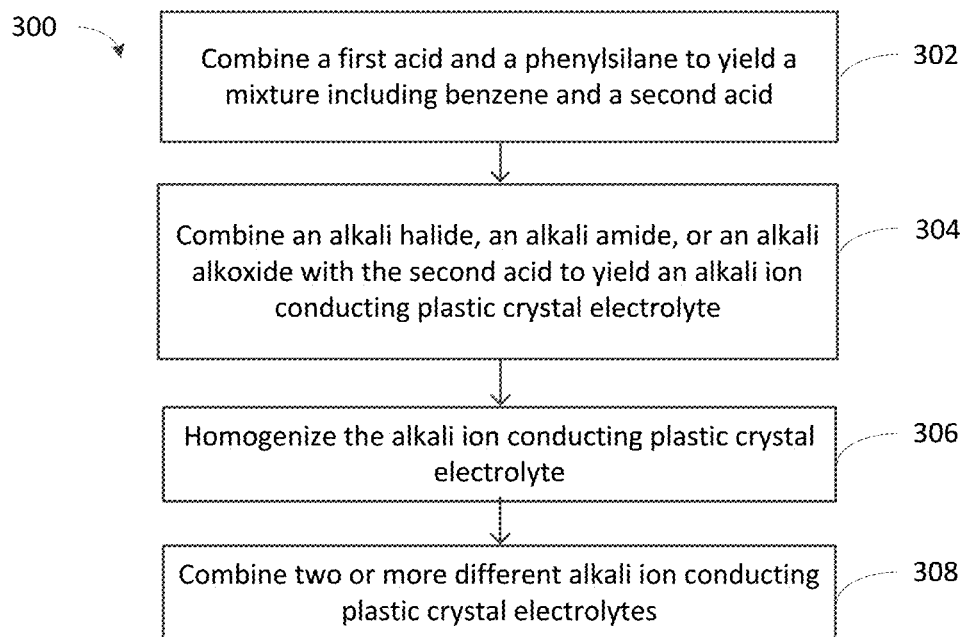 300
Combine a first acid and a phenylsilane to yield a
mixture including benzene and a second acid
302
Combine an alkali halide, an alkali amide, or an alkali
alkoxide with the second acid to yield an alkali ion
conducting plastic crystal electrolyte
304
Homogenize the alkali ion conducting plastic crystal
electrolyte
306
Combine two or more different alkali ion conducting
plastic crystal electrolytes
308